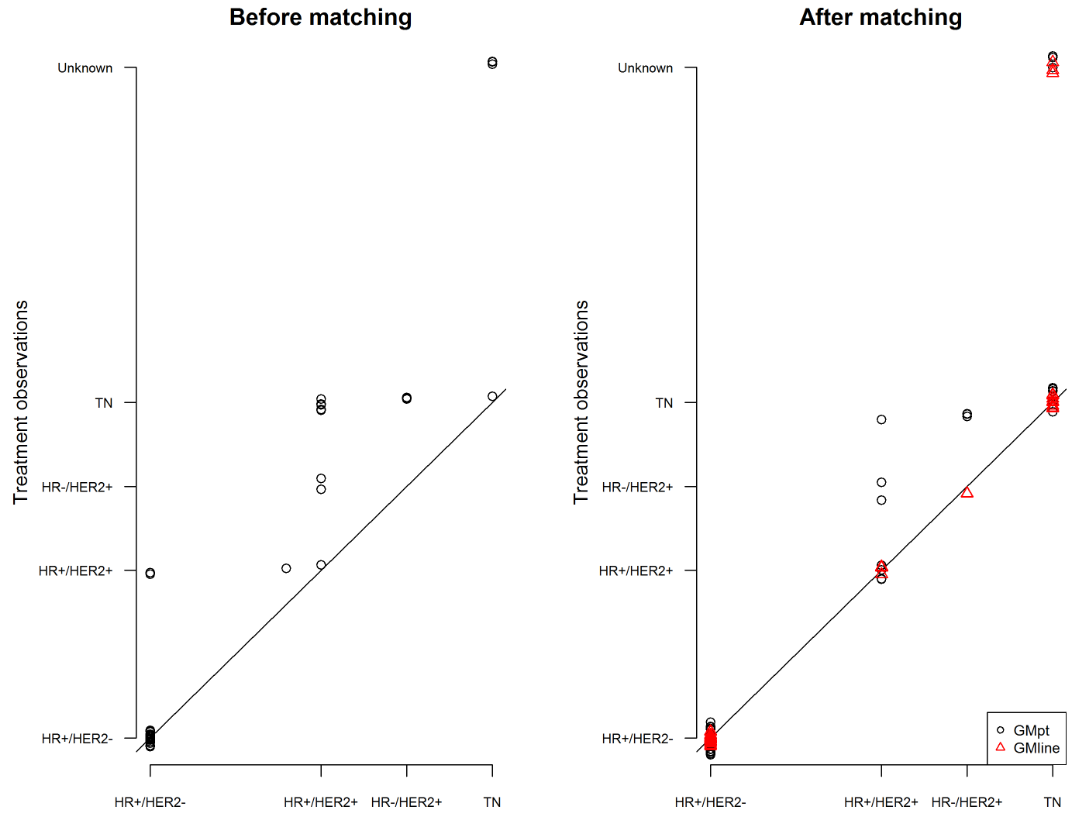 Before matching
Treatment observations
Unknown
TN
HR-/HER2+
HR+/HER2+
HR+/HER2-
HR+/HER2-
HR+/HER2+
HR-/HER2+
TN
After matching
Treatment observations
Unknown
TN
HR-/HER2+
HR+/HER2+
HR+/HER2-
GMpt
GMline
HR+/HER2-
HR+/HER2+
HR-/HER2+
TN